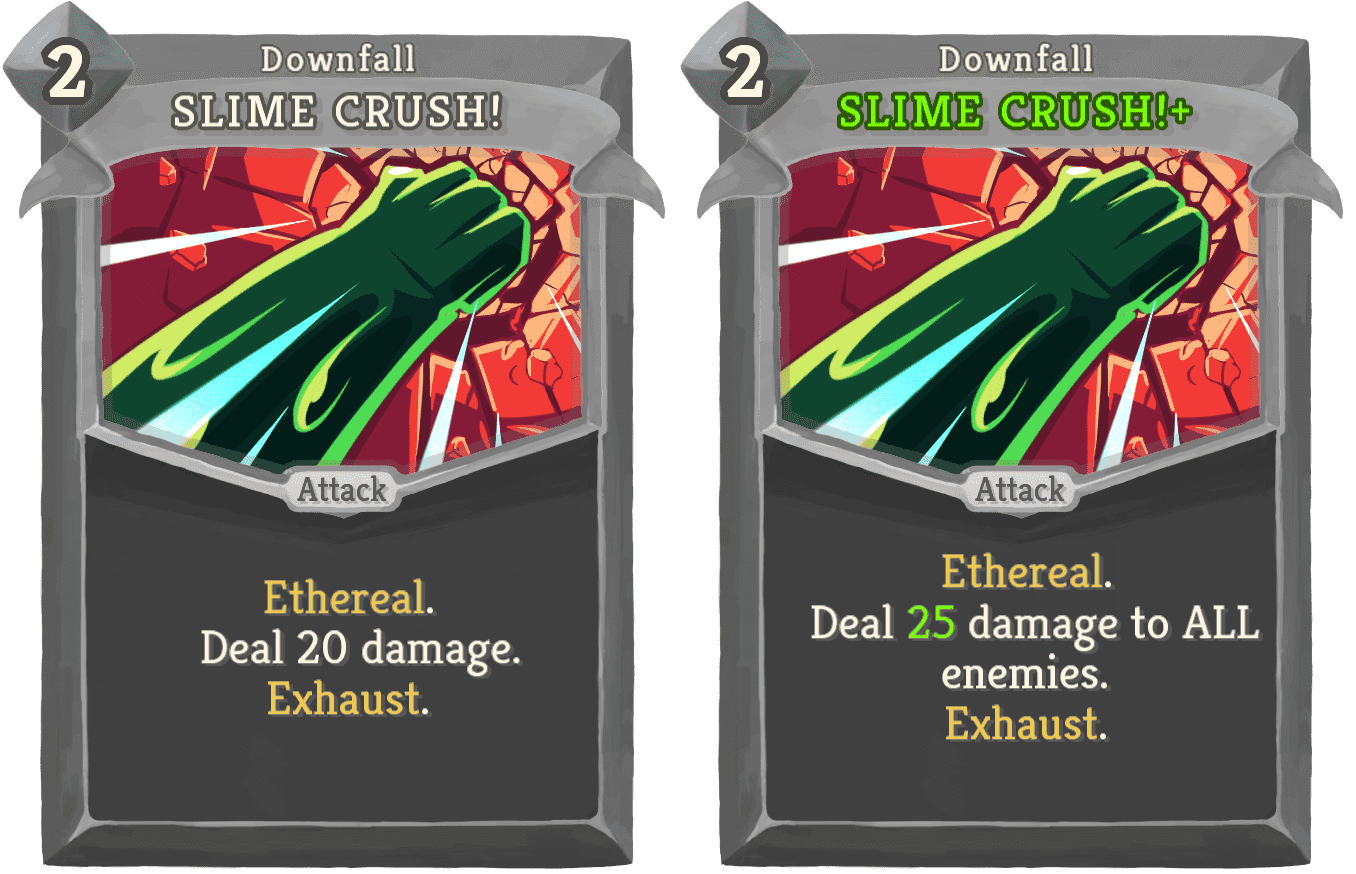 2
Downfall
SLIME CRUSH!
Attack
Ethereal.
Deal 20 damage.
Exhaust.
2
Downfall
SLIME CRUSH!+
Attack
Ethereal.
Deal 25 damage to ALL
enemies.
Exhaust.